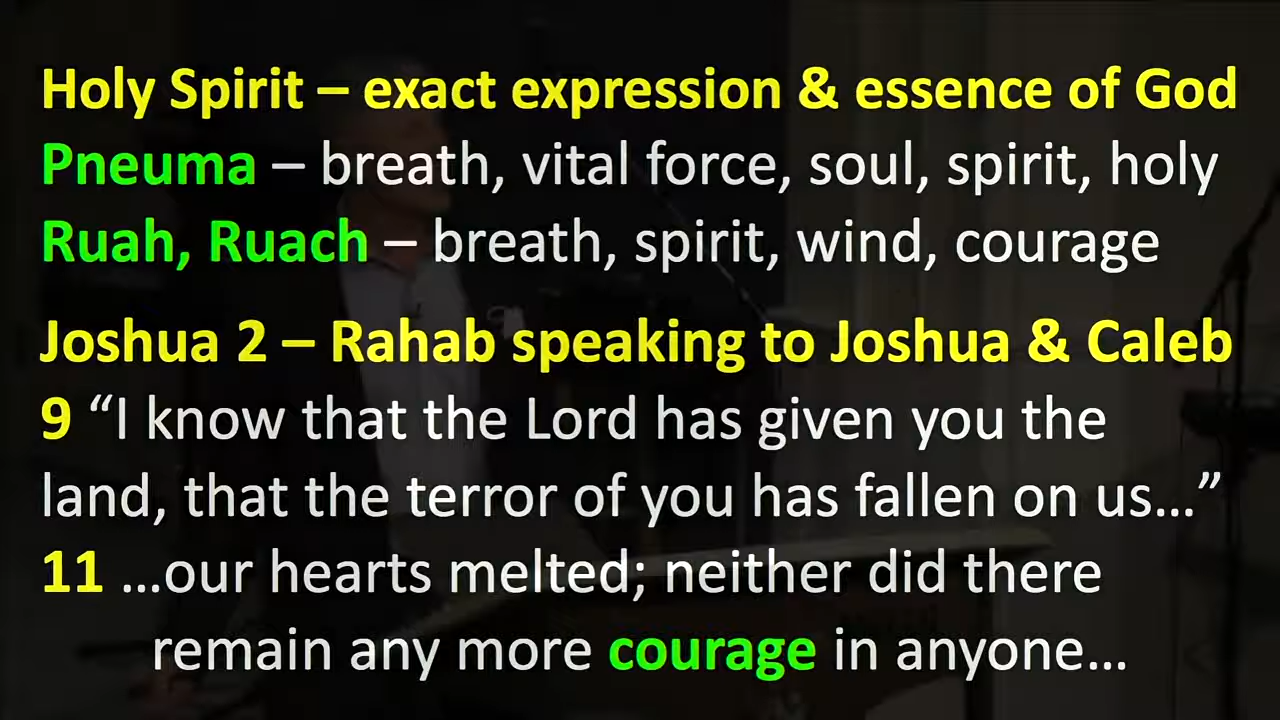 Holy Spirit – exact expression & essence of God
Pneuma – breath, vital force, soul, spirit, holy
Ruah, Ruach – breath, spirit, wind, courage
Joshua 2 – Rahab speaking to Joshua & Caleb
9 “I know that the Lord has given you the
land, that the terror of you has fallen on us...”
11 ...our hearts melted; neither did there
remain any more courage in anyone...